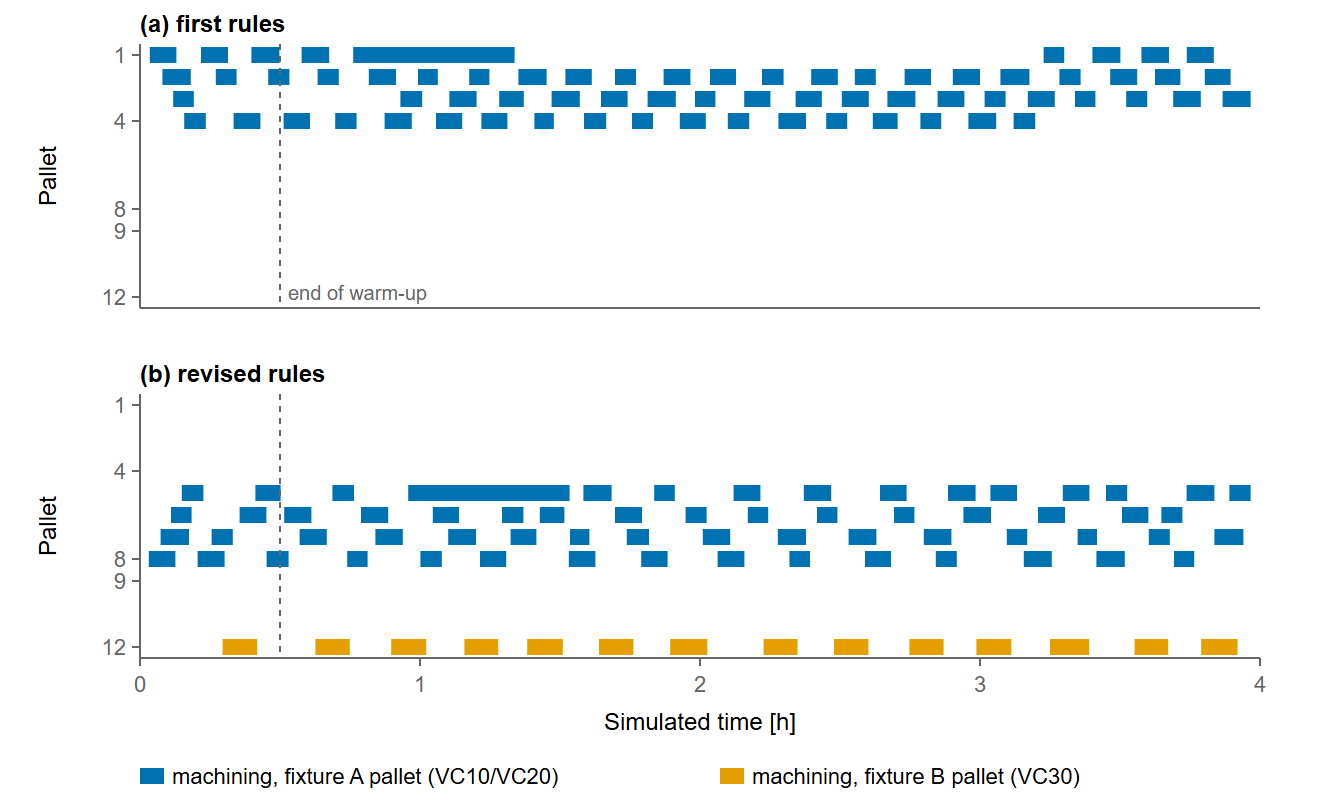 (a) first rules
1
4
8
9
12
Pallet
end of warm-up
(b) revised rules
1
4
8
9
12
Pallet
0 1 2 3 4
Simulated time [h]
machining, fixture A pallet (VC10/VC20) machining, fixture B pallet (VC30)